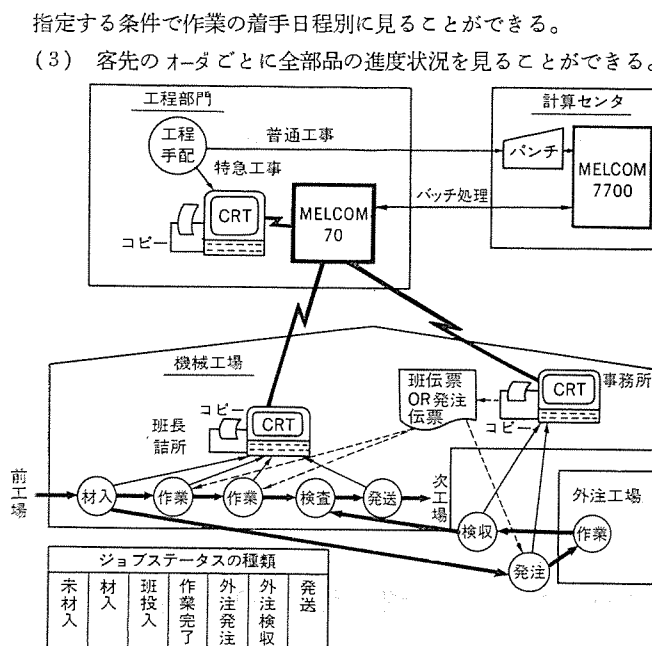 指定する条件で作業の着手日程別に見ることができる。
(3) 客先のオーダごとに全部品の進度状況を見ることができる。
工程部門
計算センタ
工程
手配
普通工事
特急工事
パンチ
MELCOM
7700
CRT
MELCOM
70
バッチ処理
コピー
機械工場
班伝票
OR発注
伝票
CRT
事務所
コピー
コピー
CRT
班長
詰所
前工場
材入
作業
作業
検査
発送
次工場
検収
外注工場
作業
発注
ジョブステータスの種類
未材入
材入
班投入
作業完了
外注発注
外注検収
発送